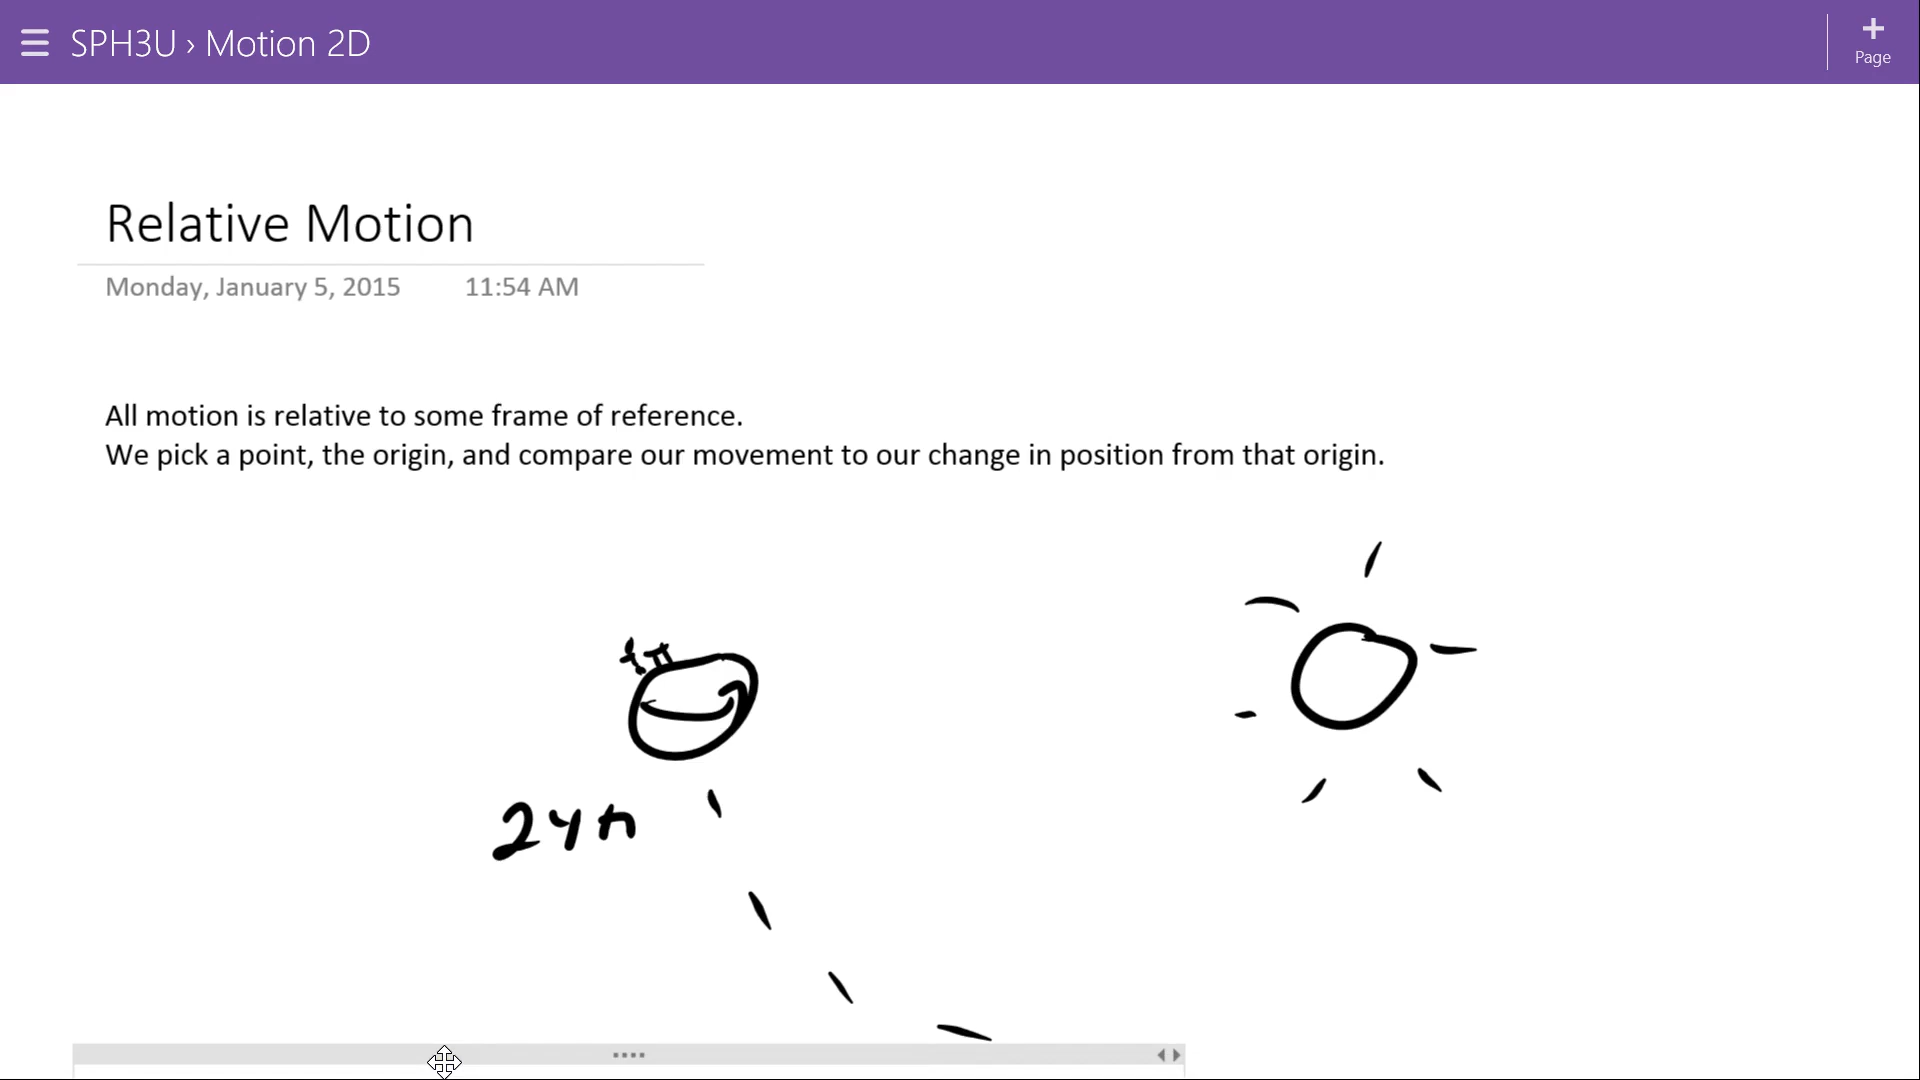 SPH3U › Motion 2D
Page
Relative Motion
Monday, January 5, 2015 11:54 AM
All motion is relative to some frame of reference.
We pick a point, the origin, and compare our movement to our change in position from that origin.
24h